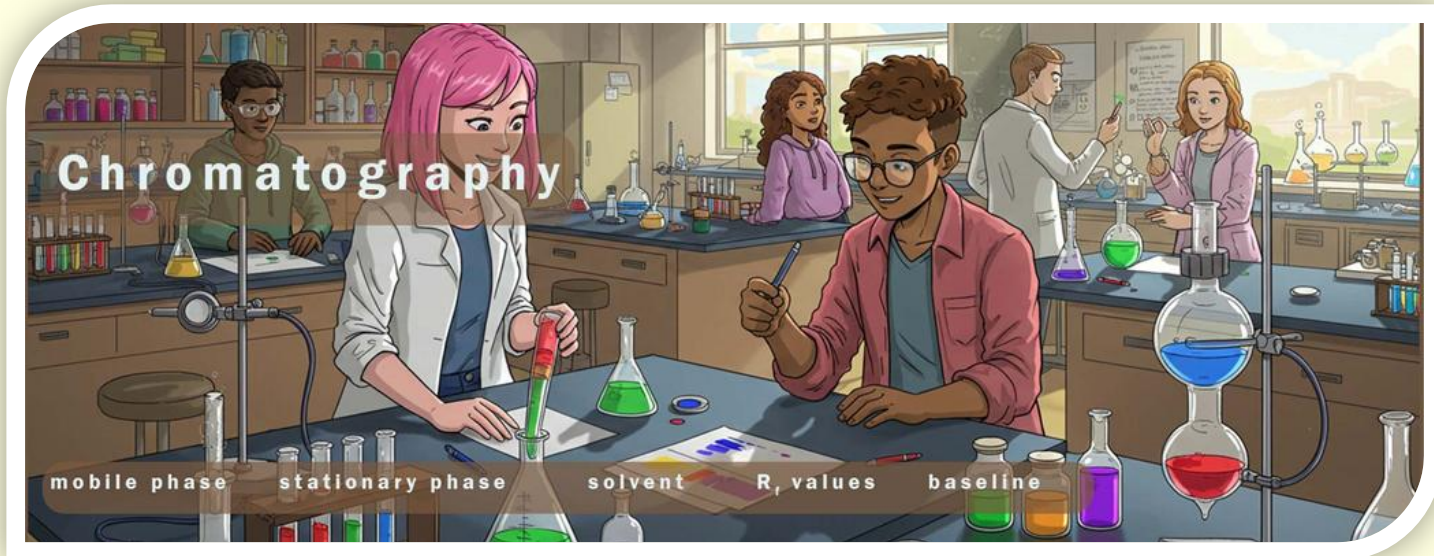 Chromatography
mobile phase stationary phase solvent Rf values baseline